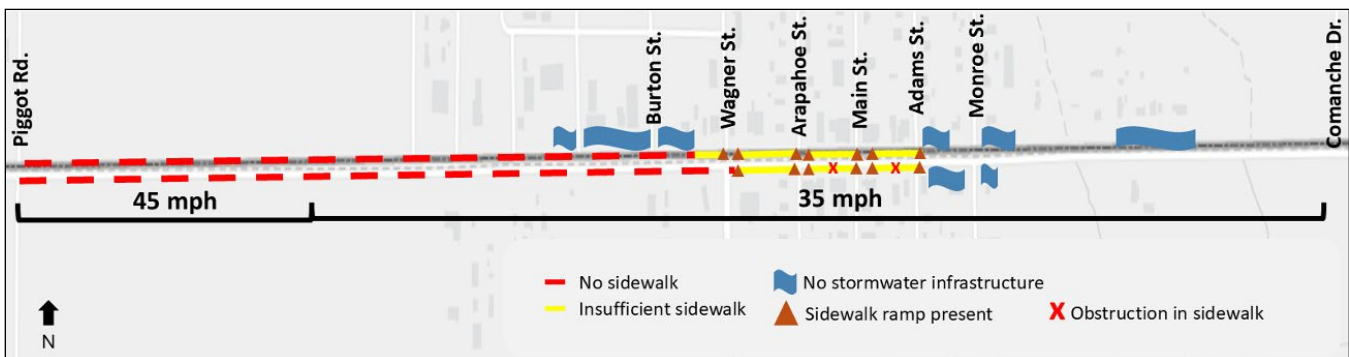 Piggot Rd.
Burton St.
Wagner St.
Arapahoe St.
Main St.
Adams St.
Monroe St.
Comanche Dr.
45 mph
35 mph
No sidewalk
No stormwater infrastructure
Insufficient sidewalk
Sidewalk ramp present
X Obstruction in sidewalk
N